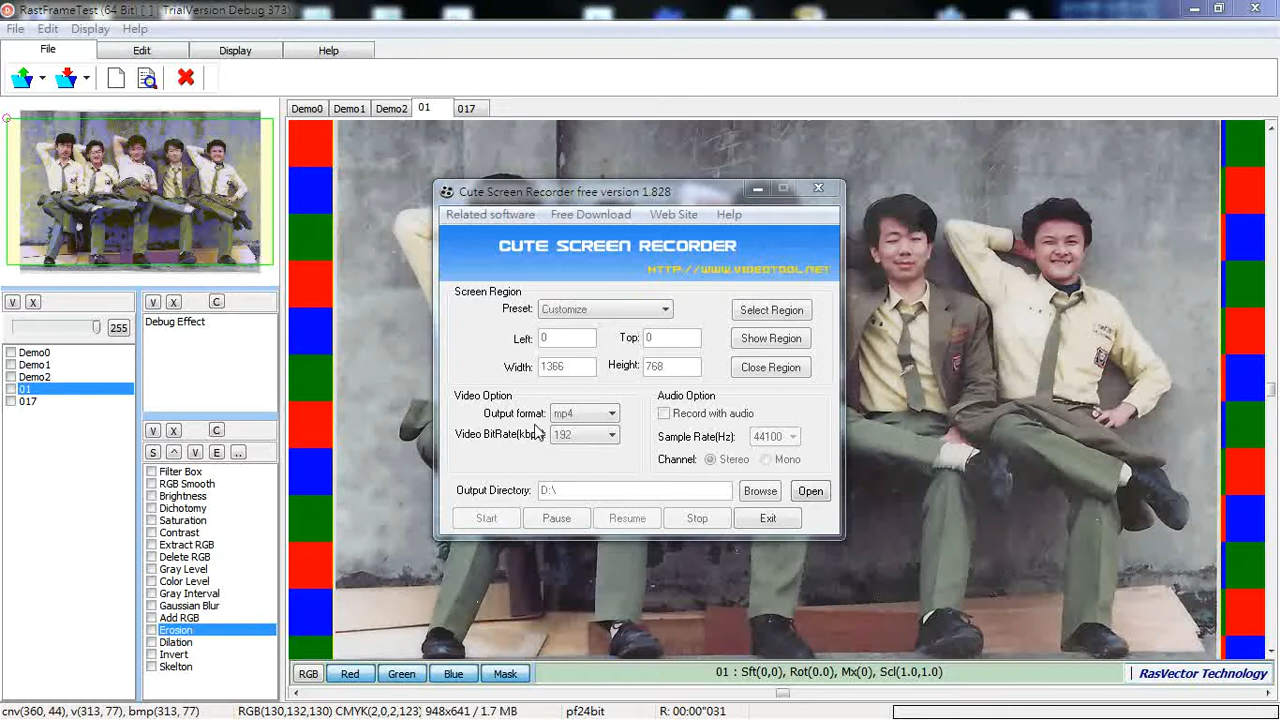 RastFrameTest (64 Bit) [ ] [ TrialVersion Debug 373]
File Edit Display Help
File Edit Display Help
Demo0 Demo1 Demo2 01 017
V X
255
Demo0
Demo1
Demo2
01
017
V X C
Debug Effect
V X C
S ^ V E ..
Filter Box
RGB Smooth
Brightness
Dichotomy
Saturation
Contrast
Extract RGB
Delete RGB
Gray Level
Color Level
Gray Interval
Gaussian Blur
Add RGB
Erosion
Dilation
Invert
Skelton
Cute Screen Recorder free version 1.828
Related software Free Download Web Site Help
CUTE SCREEN RECORDER
HTTP://WWW.VIDEOTOOL.NET
Screen Region
Preset: Customize Select Region
Left: 0 Top: 0 Show Region
Width: 1366 Height: 768 Close Region
Video Option Audio Option
Output format: mp4 Record with audio
Video BitRate(kbp 192 Sample Rate(Hz) 44100
Channel: Stereo Mono
Output Directory: D:\ Browse Open
Start Pause Resume Stop Exit
RGB Red Green Blue Mask 01 : Sft(0,0), Rot(0.0), Mx(0), Scl(1.0,1.0) RasVector Technology
cnv(360, 44), v(313, 77), bmp(313, 77) RGB(130,132,130) CMYK(2,0,2,123) 948x641 / 1.7 MB pf24bit R: 00:00"031